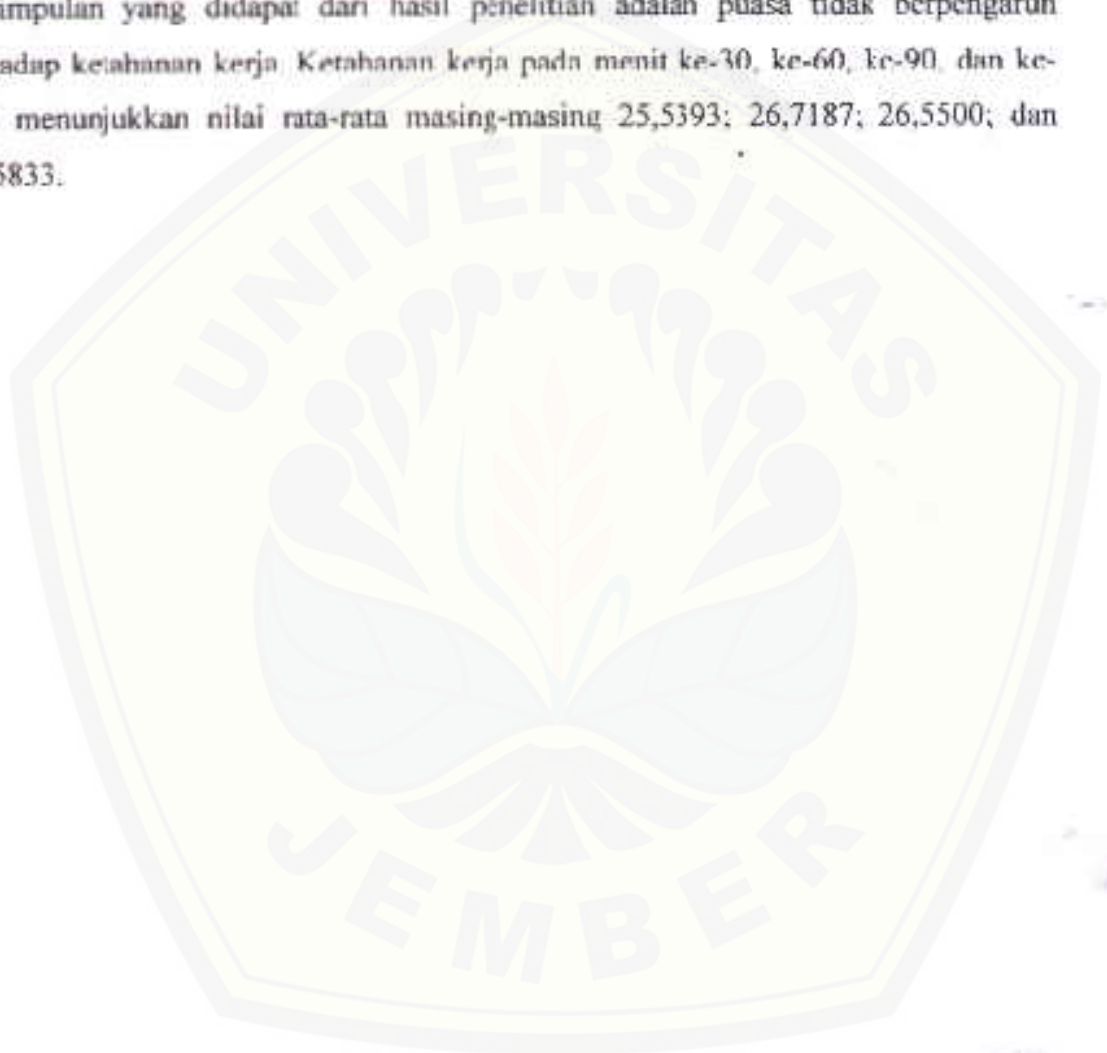 mpulan yang didapat dari hasil penelitian adalah puasa tidak berpengaruh
adap ketahanan kerja. Ketahanan kerja pada menit ke-30, ke-60, ke-90, dan ke-
menunjukkan nilai rata-rata masing-masing 25,5393; 26,7187; 26,5500; dan
5833.
UNIVERSITAS
JEMBER